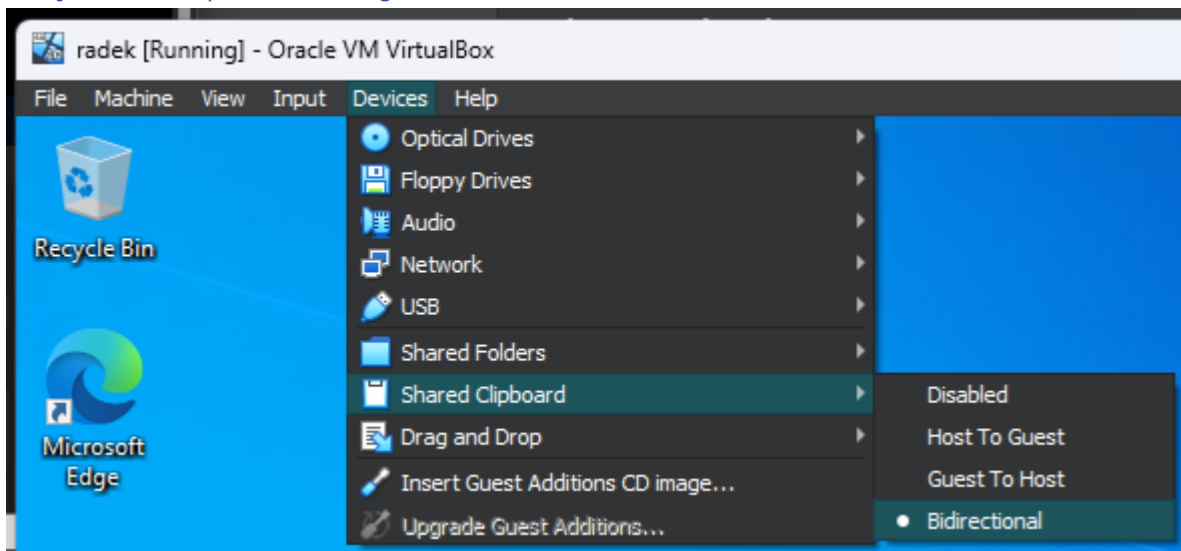 radek [Running] - Oracle VM VirtualBox
File Machine View Input Devices Help
Optical Drives
Floppy Drives
Audio
Network
USB
Shared Folders
Shared Clipboard
Drag and Drop
Insert Guest Additions CD image...
Upgrade Guest Additions...
Disabled
Host To Guest
Guest To Host
Bidirectional
Recycle Bin
Microsoft
Edge